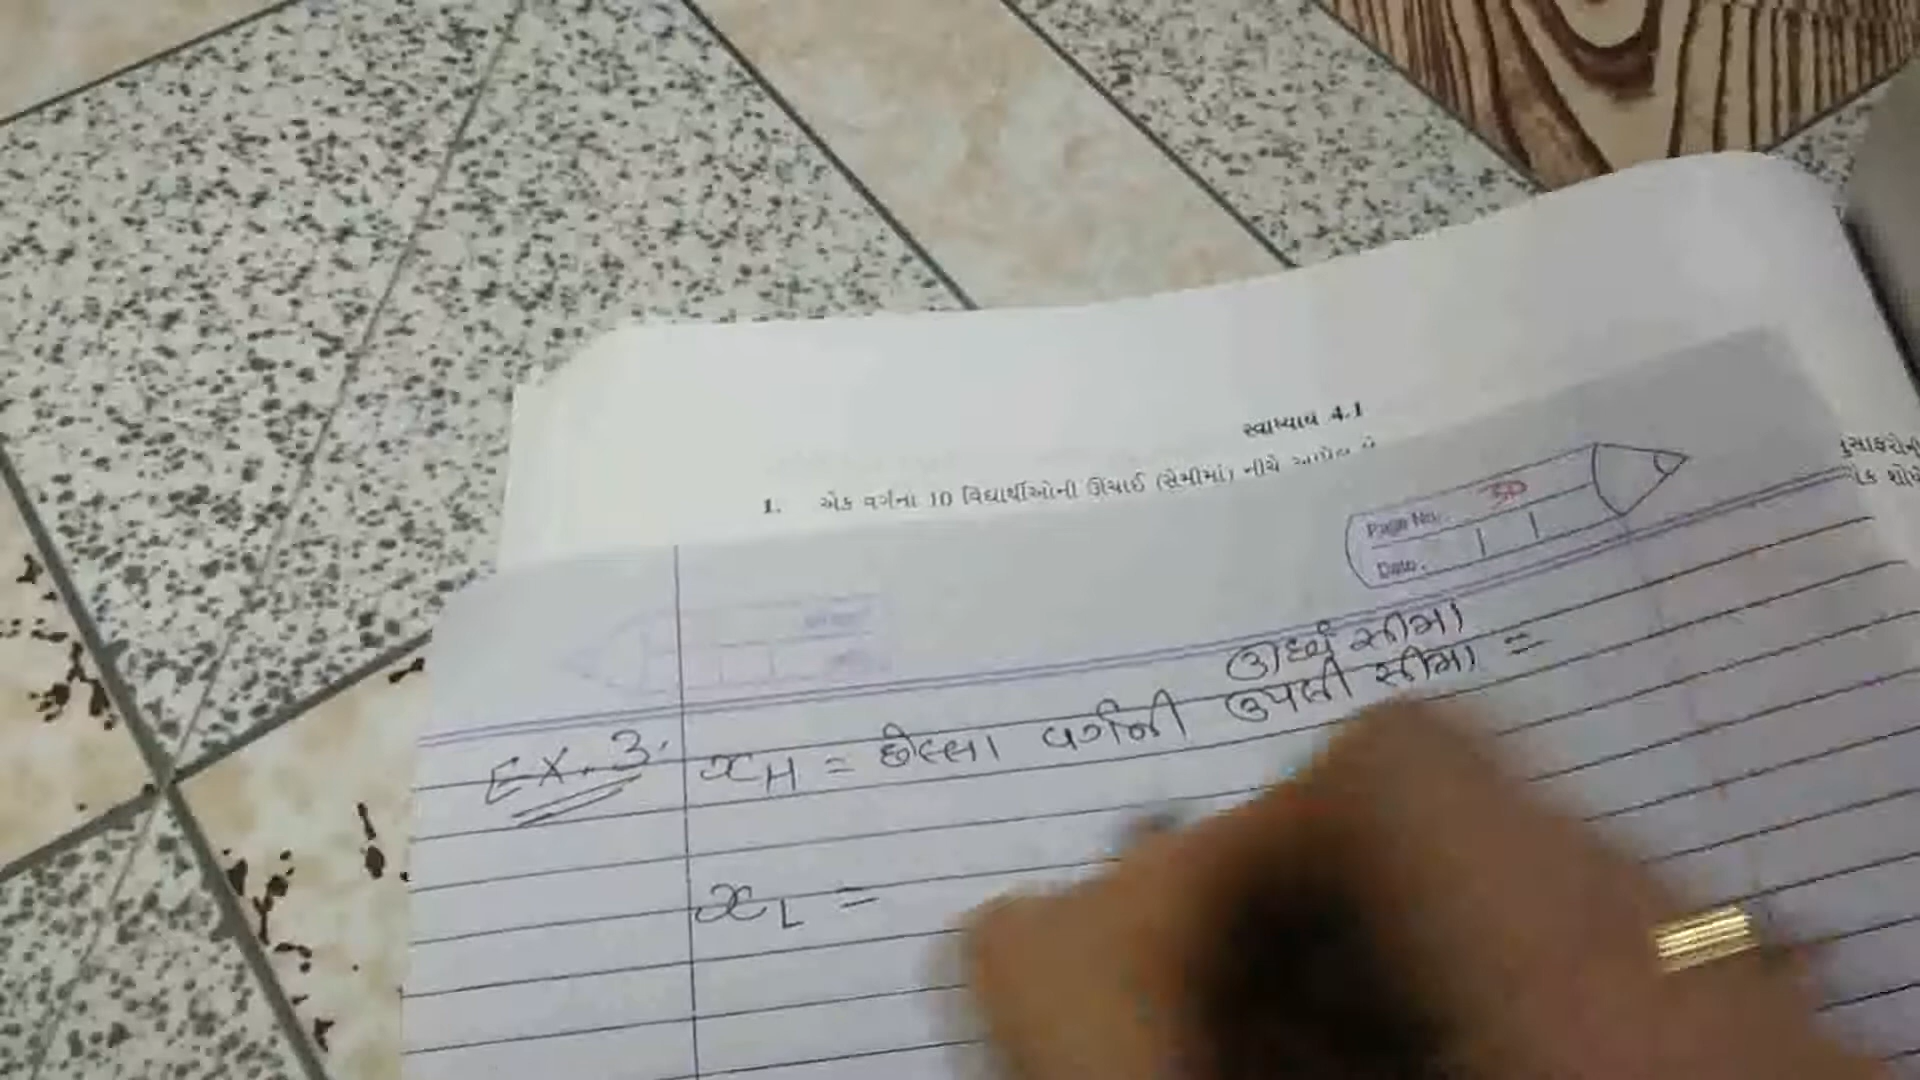 સ્વાધ્યાય 4.1
1. એક વર્ગના 10 વિદ્યાર્થીઓની ઊંચાઈ (સેમીમાં) નીચે
Page No. 30
Date.
ઊર્ધ્વ સીમા
Ex. 3. xH = છેલ્લા વર્ગની ઉપલી સીમા =
xL =